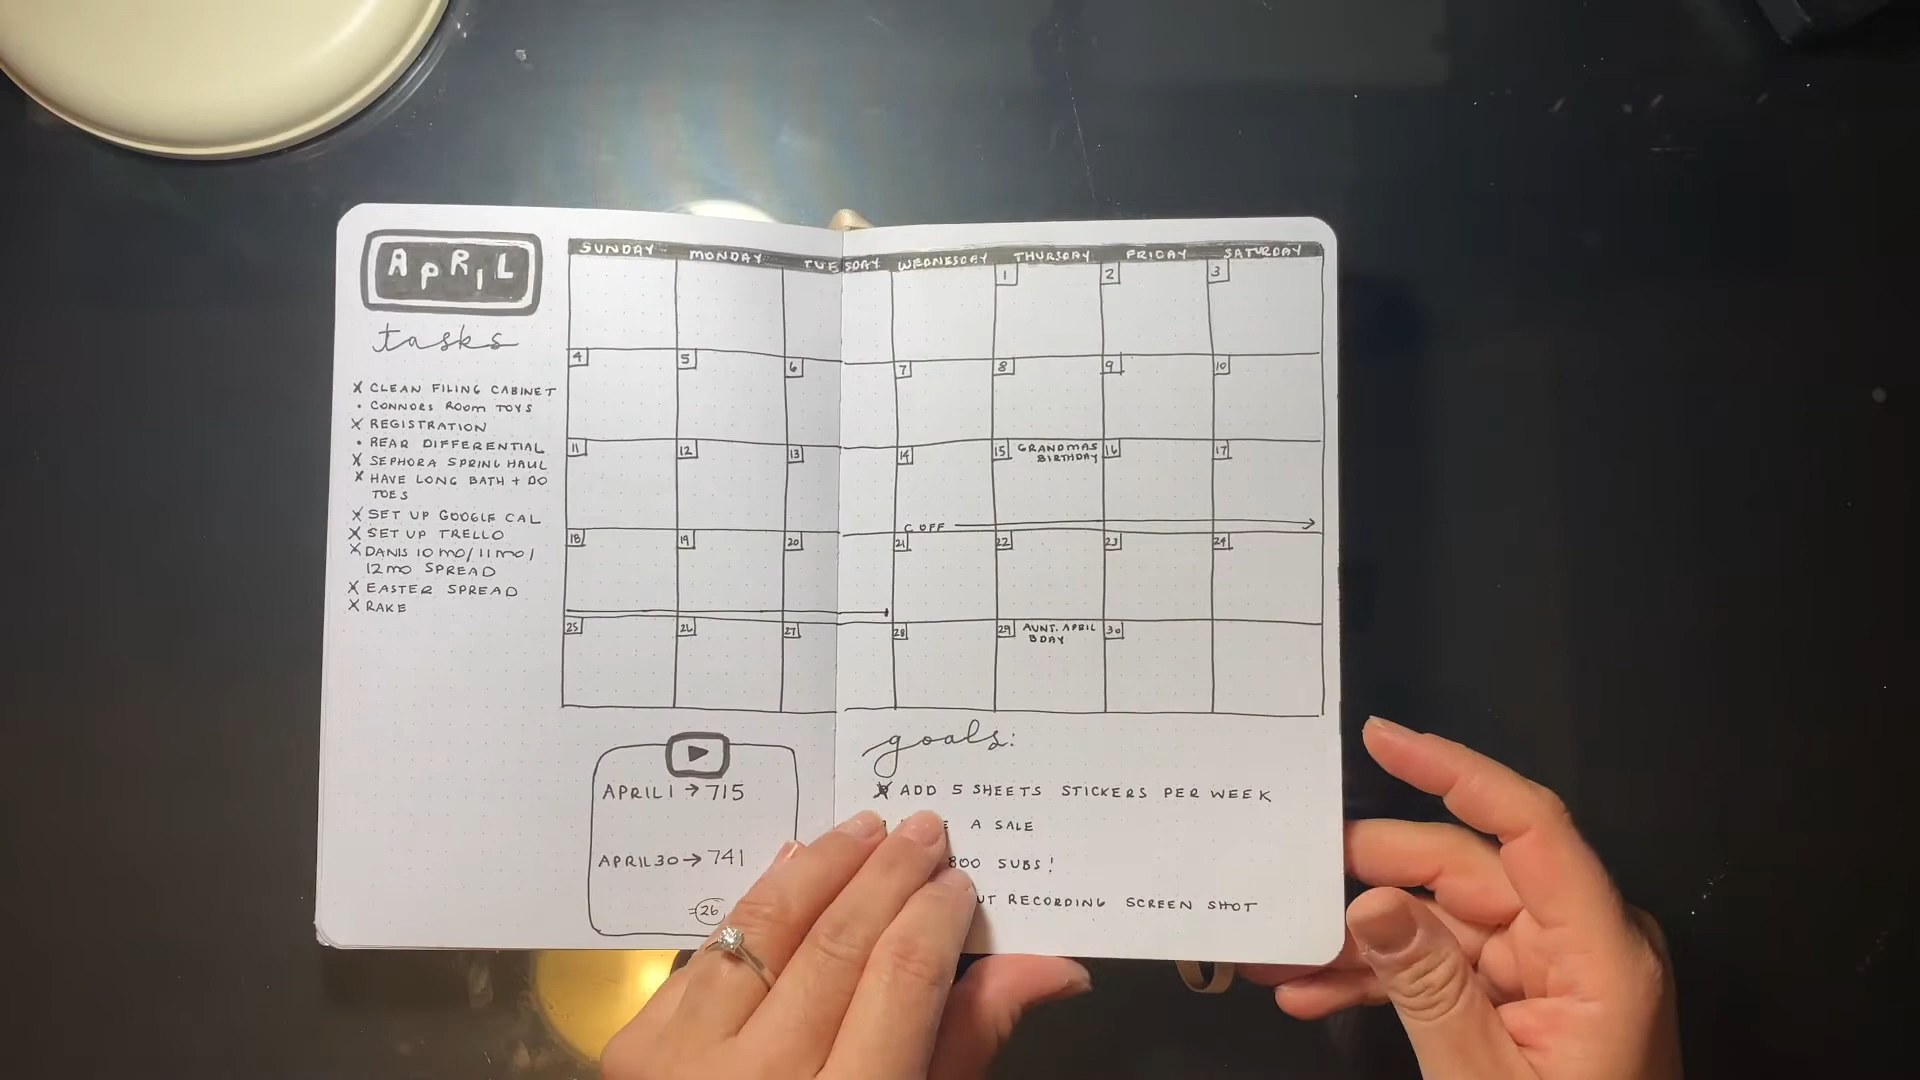 APRIL
tasks
X CLEAN FILING CABINET
• CONNORS ROOM TOYS
X REGISTRATION
• REAR DIFFERENTIAL
X SEPHORA SPRING HAUL
X HAVE LONG BATH + DO
TOES
X SET UP GOOGLE CAL
X SET UP TRELLO
X DANIS 10 MO/11 MO/
12 MO SPREAD
X EASTER SPREAD
X RAKE
SUNDAY MONDAY TUESDAY WEDNESDAY THURSDAY FRIDAY SATURDAY
1 2 3
4 5 6 7 8 9 10
11 12 13 14 15 GRANDMAS 16 17
BIRTHDAY
C OFF
18 19 20 21 22 23 24
25 26 27 28 29 AUNT. APRIL 30
BDAY
APRIL 1 → 715
APRIL 30 → 741
=26
goals:
ADD 5 SHEETS STICKERS PER WEEK
A SALE
800 SUBS!
RECORDING SCREEN SHOT